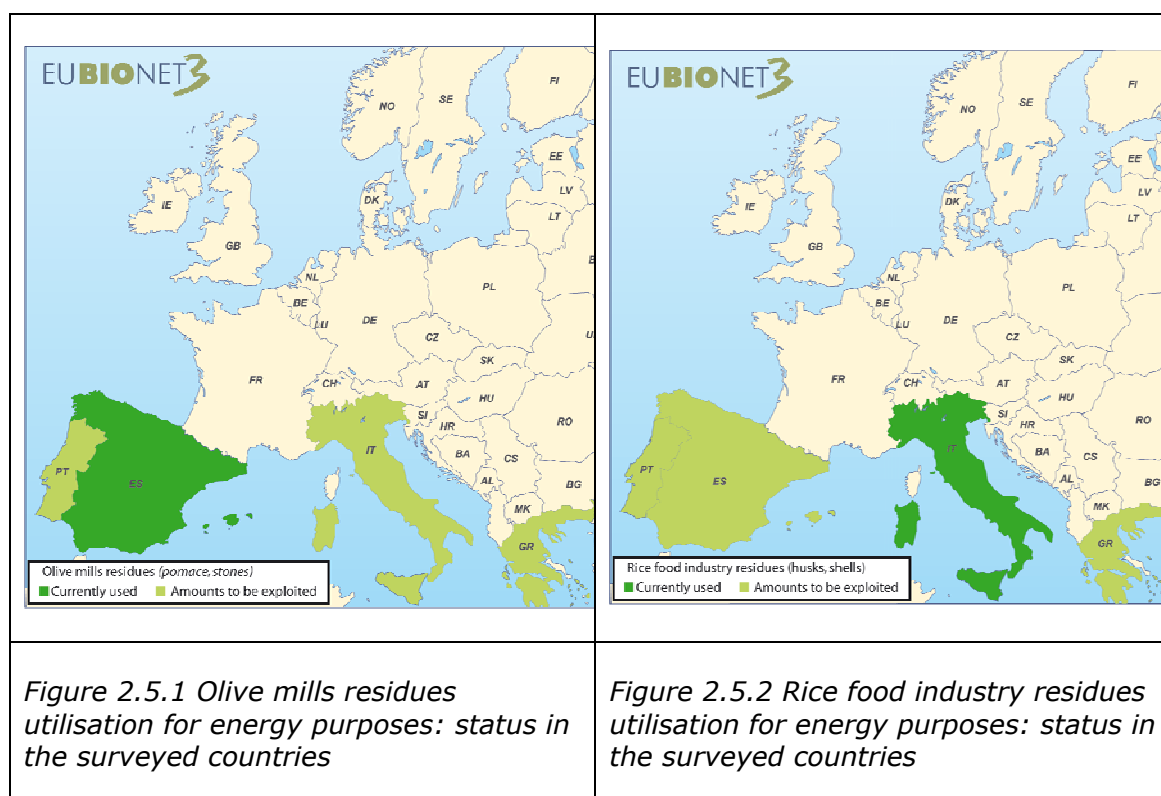 EUBIONET3
FI
NO
SE
EE
LV
LT
DK
IE
GB
NL
PL
BE
DE
LU
CZ
SK
FR
CH
AT
HU
SI
HR
RO
IT
BA
CS
PT
ES
AL
BG
MK
GR
Olive mills residues (pomace, stones)
Currently used Amounts to be exploited
EUBIONET3
FI
NO
SE
EE
LV
LT
DK
IE
GB
NL
PL
BE
DE
LU
CZ
SK
FR
CH
AT
HU
SI
HR
RO
IT
BA
CS
PT
ES
AL
BG
MK
GR
Rice food industry residues (husks, shells)
Currently used Amounts to be exploited
Figure 2.5.1 Olive mills residues
utilisation for energy purposes: status in
the surveyed countries
Figure 2.5.2 Rice food industry residues
utilisation for energy purposes: status in
the surveyed countries